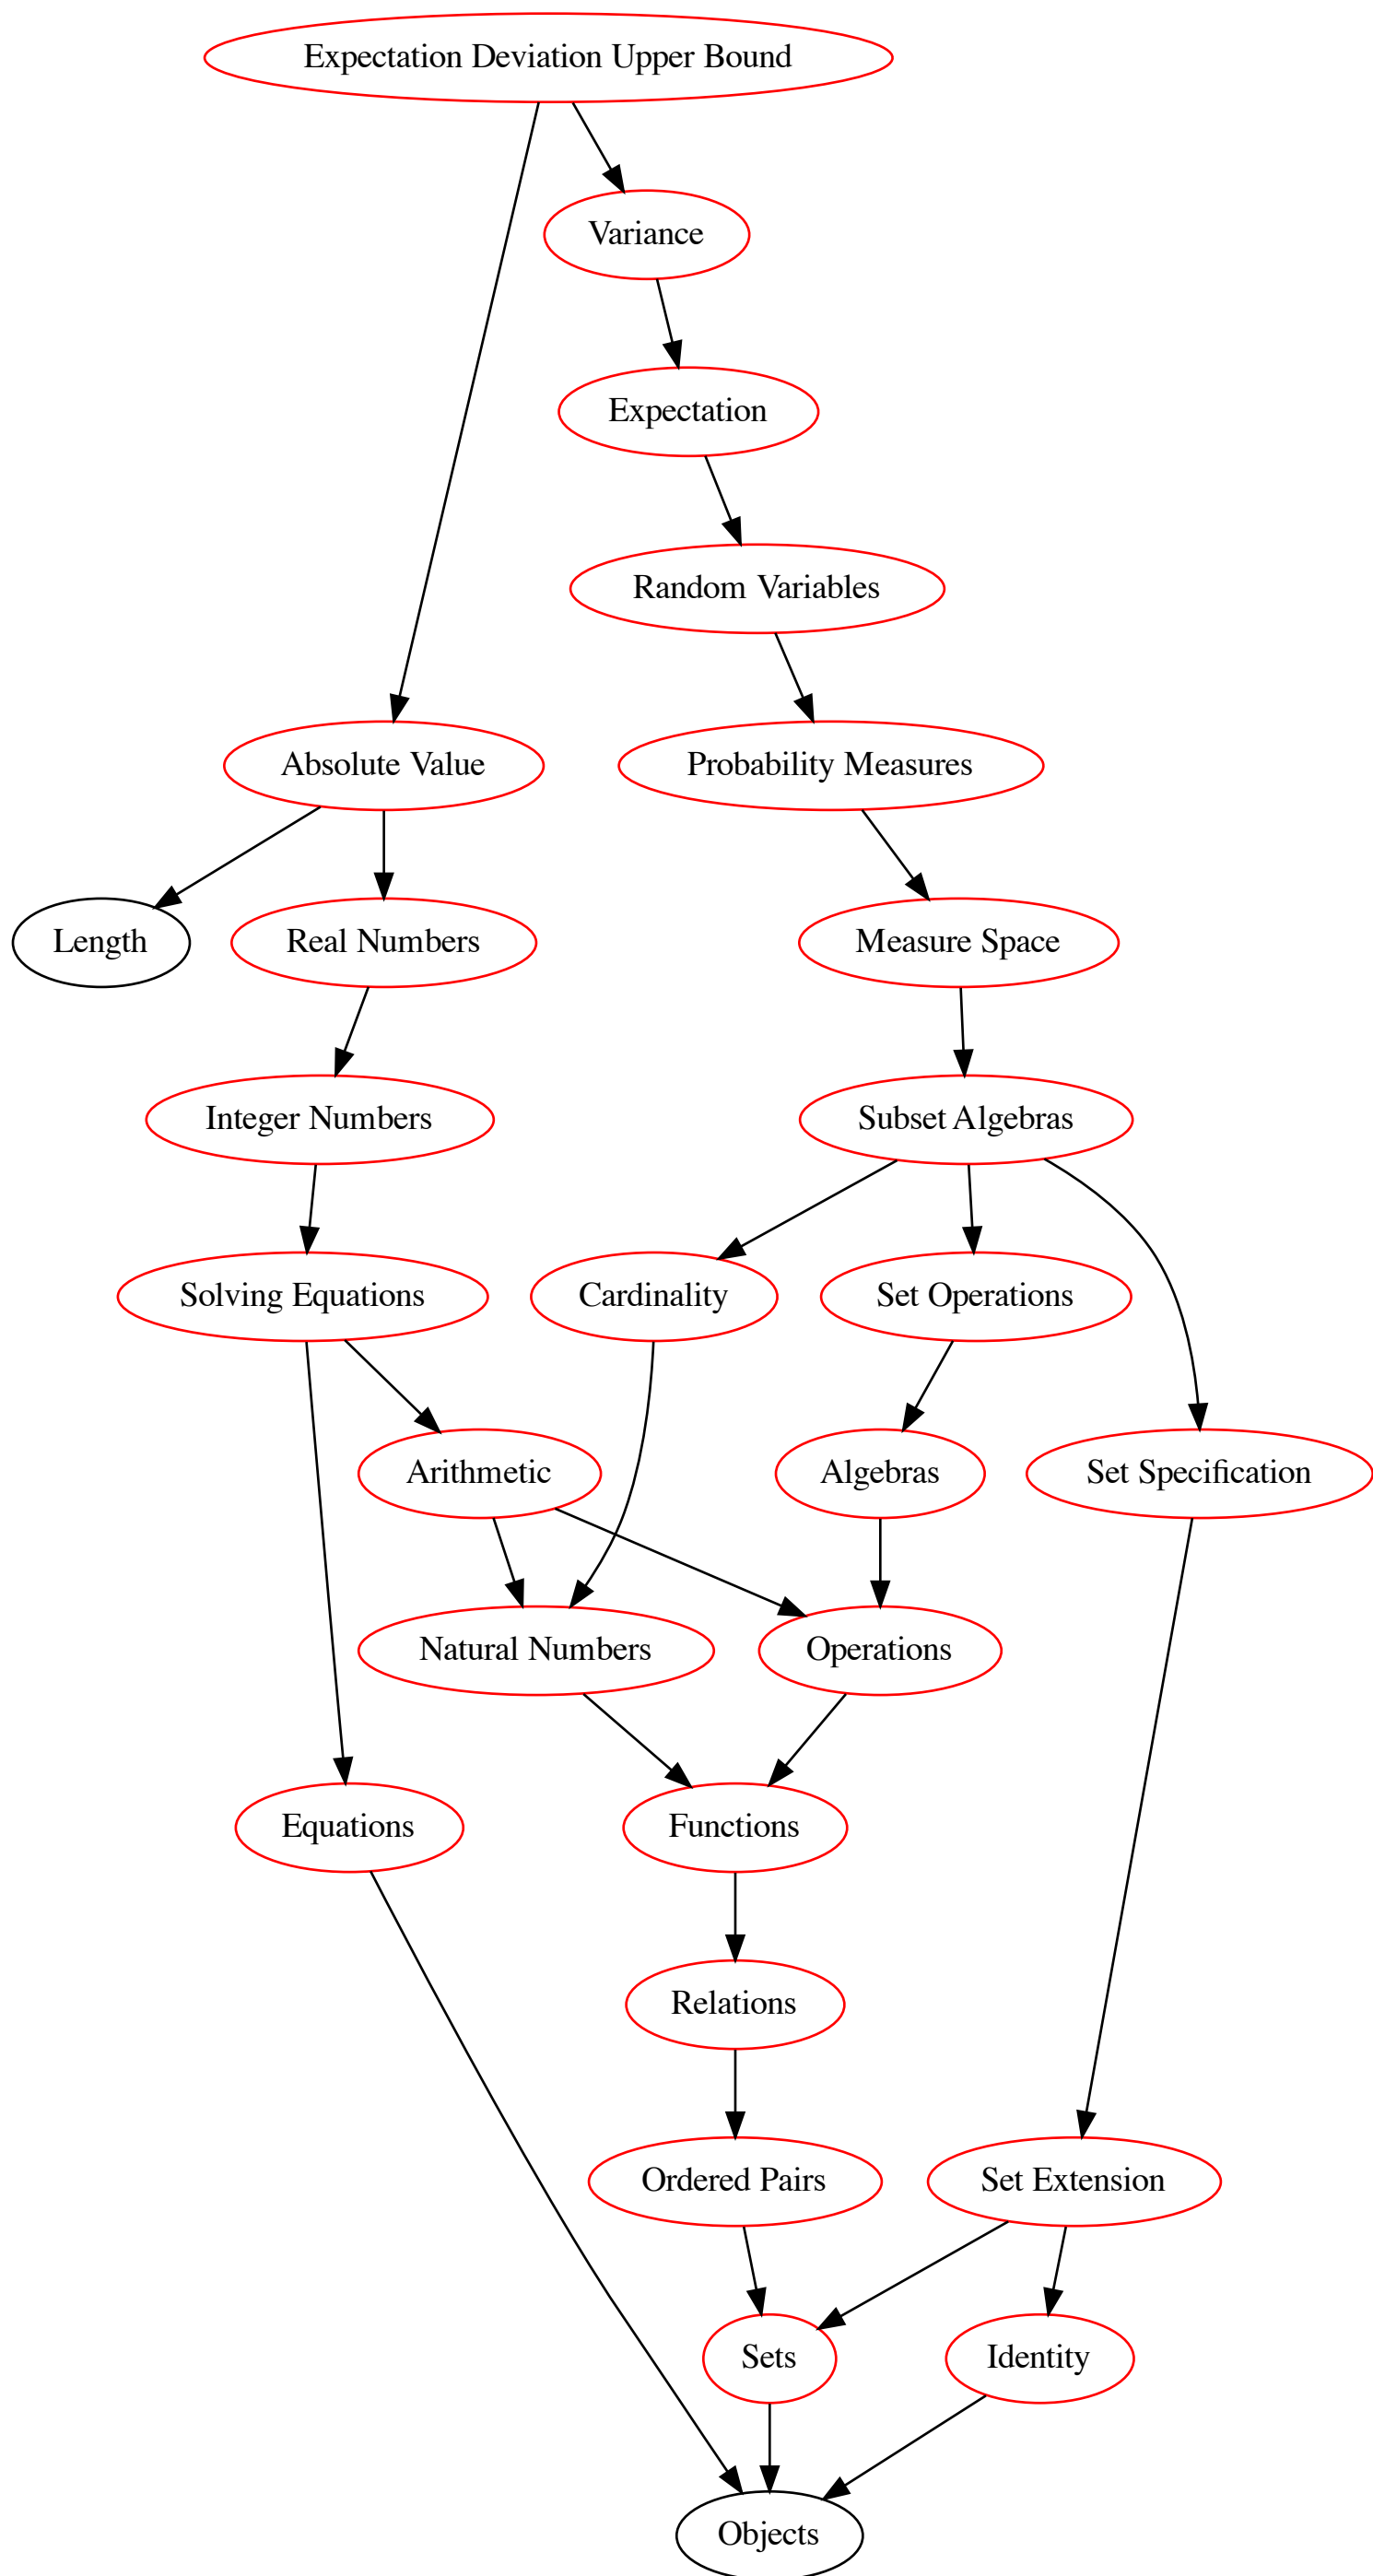 Expectation Deviation Upper Bound
Variance
Expectation
Random Variables
Absolute Value
Probability Measures
Length
Real Numbers
Measure Space
Integer Numbers
Subset Algebras
Solving Equations
Cardinality
Set Operations
Arithmetic
Algebras
Set Specification
Natural Numbers
Operations
Equations
Functions
Relations
Ordered Pairs
Set Extension
Sets
Identity
Objects